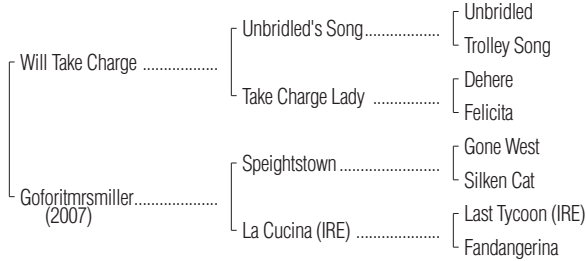 Unbridled
Unbridled's Song..................
Trolley Song
Will Take Charge ..................
Dehere
Take Charge Lady ................
Felicita
Gone West
Speightstown ........................
Silken Cat
Goforitmrsmiller....................
(2007)
Last Tycoon (IRE)
La Cucina (IRE) ....................
Fandangerina